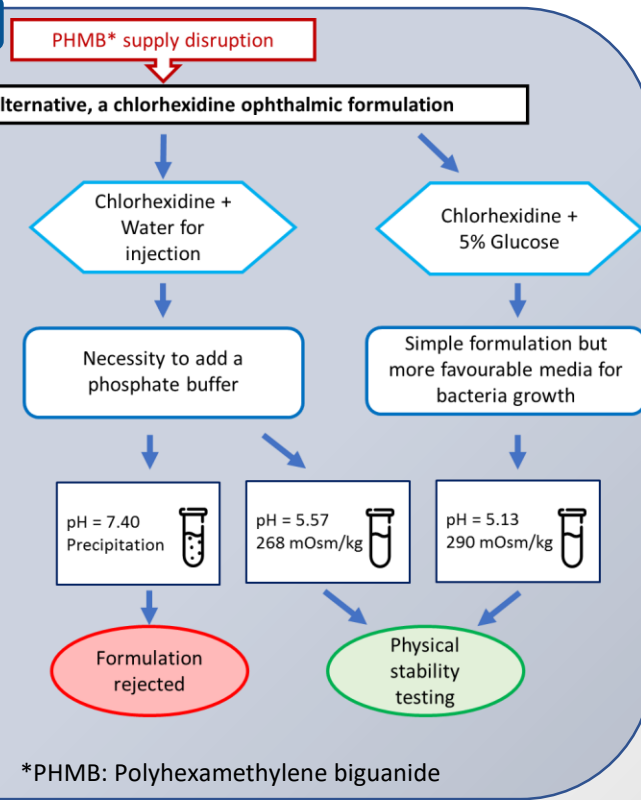 PHMB* supply disruption
lternative, a chlorhexidine ophthalmic formulation
Chlorhexidine +
Water for
injection
Chlorhexidine +
5% Glucose
Necessity to add a
phosphate buffer
Simple formulation but
more favourable media for
bacteria growth
pH = 7.40
Precipitation
pH = 5.57
268 mOsm/kg
pH = 5.13
290 mOsm/kg
Formulation
rejected
Physical
stability
testing
*PHMB: Polyhexamethylene biguanide